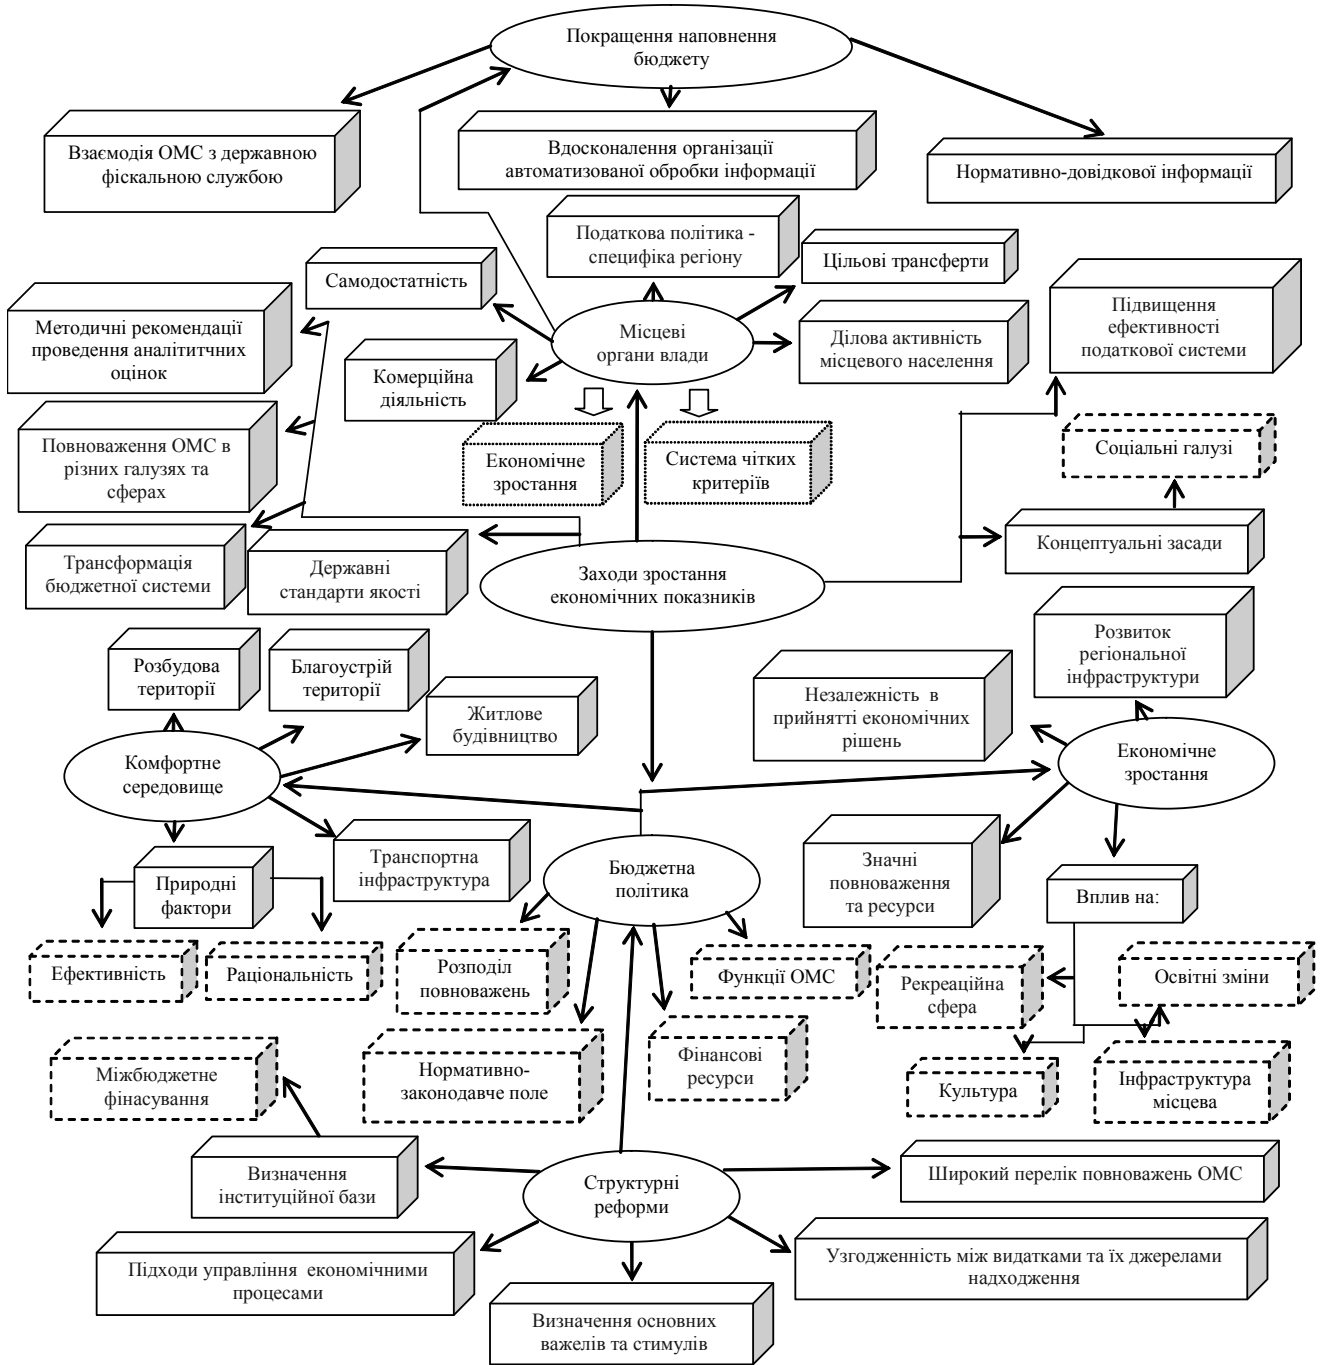 Покращення наповнення
бюджету
Взаємодія ОМС з державною
фіскальною службою
Вдосконалення організації
автоматизованої обробки інформації
Нормативно-довідкової інформації
Податкова політика -
специфіка регіону
Цільові трансферти
Самодостатність
Підвищення
ефективності
податкової системи
Методичні рекомендації
проведення аналітитчних
оцінок
Місцеві
органи влади
Ділова активність
місцевого населення
Комерційна
діяльність
Повноваження ОМС в
різних галузях та
сферах
Економічне
зростання
Система чітких
критеріїв
Соціальні галузі
Трансформація
бюджетної системи
Державні
стандарти якості
Заходи зростання
економічних показників
Концептуальні засади
Розбудова
території
Благоустрій
території
Житлове
будівництво
Незалежність в
прийнятті економічних
рішень
Розвиток
регіональної
інфраструктури
Комфортне
середовище
Економічне
зростання
Транспортна
інфраструктура
Бюджетна
політика
Значні
повноваження
та ресурси
Вплив на:
Природні
фактори
Ефективність
Раціональність
Розподіл
повноважень
Функції ОМС
Рекреаційна
сфера
Освітні зміни
Міжбюджетне
фінасування
Нормативно-
законодавче поле
Фінансові
ресурси
Культура
Інфраструктура
місцева
Визначення
інституційної бази
Структурні
реформи
Широкий перелік повноважень ОМС
Підходи управління економічними
процесами
Визначення основних
важелів та стимулів
Узгодженність між видатками та їх джерелами
надходження